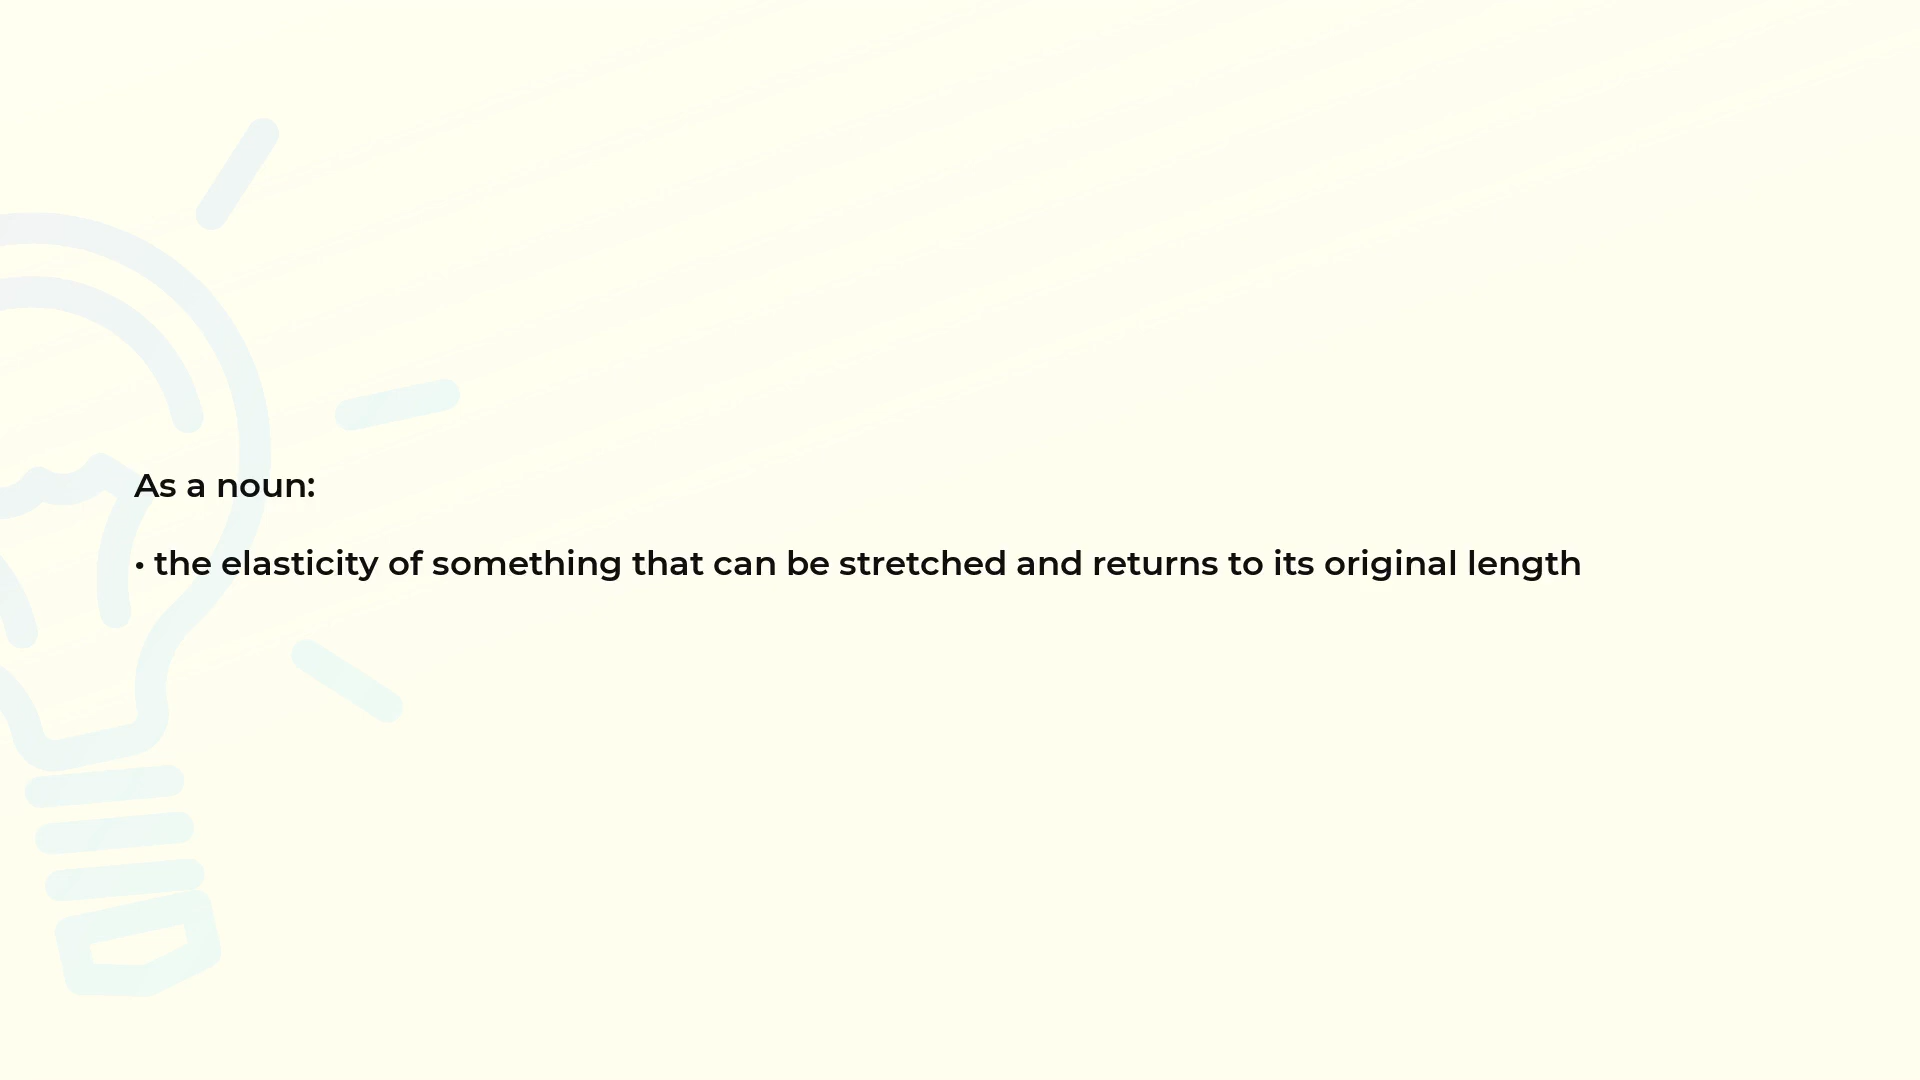 As a noun:
• the elasticity of something that can be stretched and returns to its original length